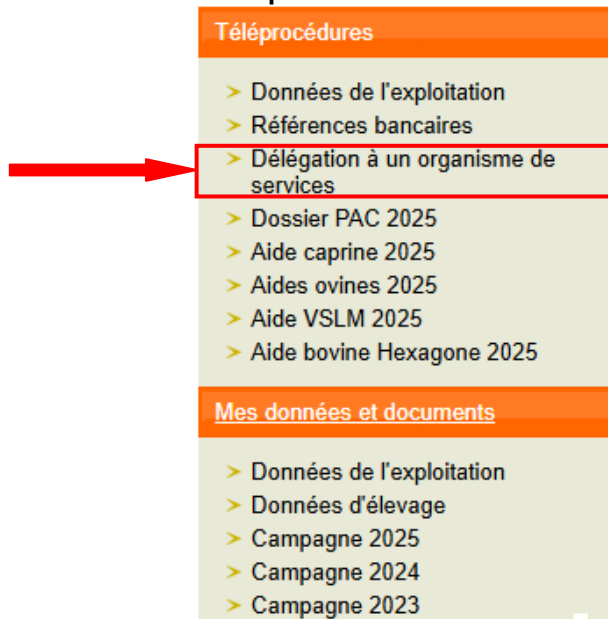 Téléprocédures
Données de l'exploitation
Références bancaires
Délégation à un organisme de
services
Dossier PAC 2025
Aide caprine 2025
Aides ovines 2025
Aide VSLM 2025
Aide bovine Hexagone 2025
Mes données et documents
Données de l'exploitation
Données d'élevage
Campagne 2025
Campagne 2024
Campagne 2023